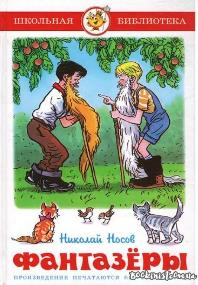 ШКОЛЬНАЯ БИБЛИОТЕКА
Николай Носов
ФАНТАЗЁРЫ
ПРОИЗВЕДЕНИЯ ПЕЧАТАЮТСЯ